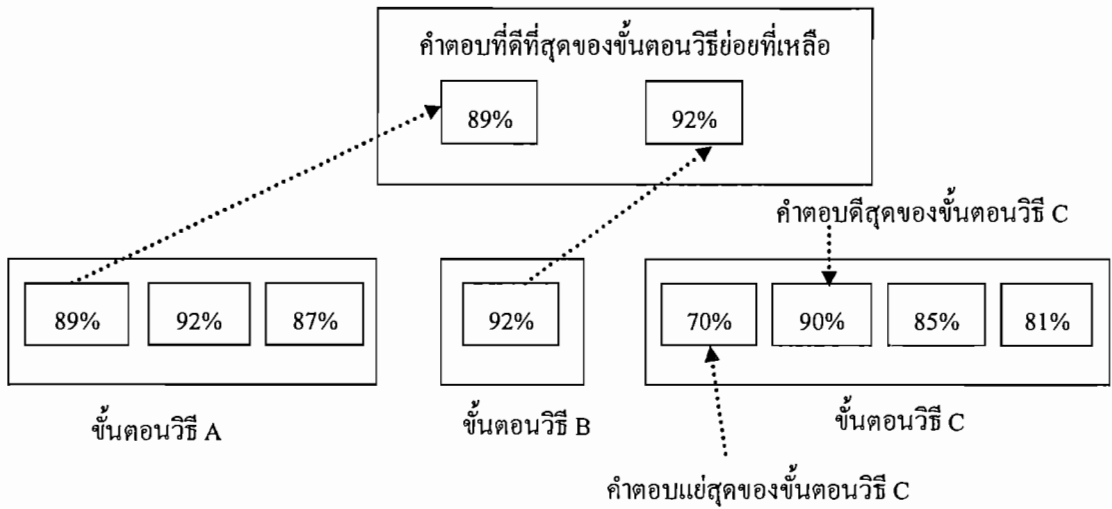 คำตอบที่ดีที่สุดของขั้นตอนวิธีย่อยที่เหลือ
89% 92%
คำตอบดีสุดของขั้นตอนวิธี C
89% 92% 87% 92% 70% 90% 85% 81%
ขั้นตอนวิธี A ขั้นตอนวิธี B ขั้นตอนวิธี C
คำตอบแย่สุดของขั้นตอนวิธี C